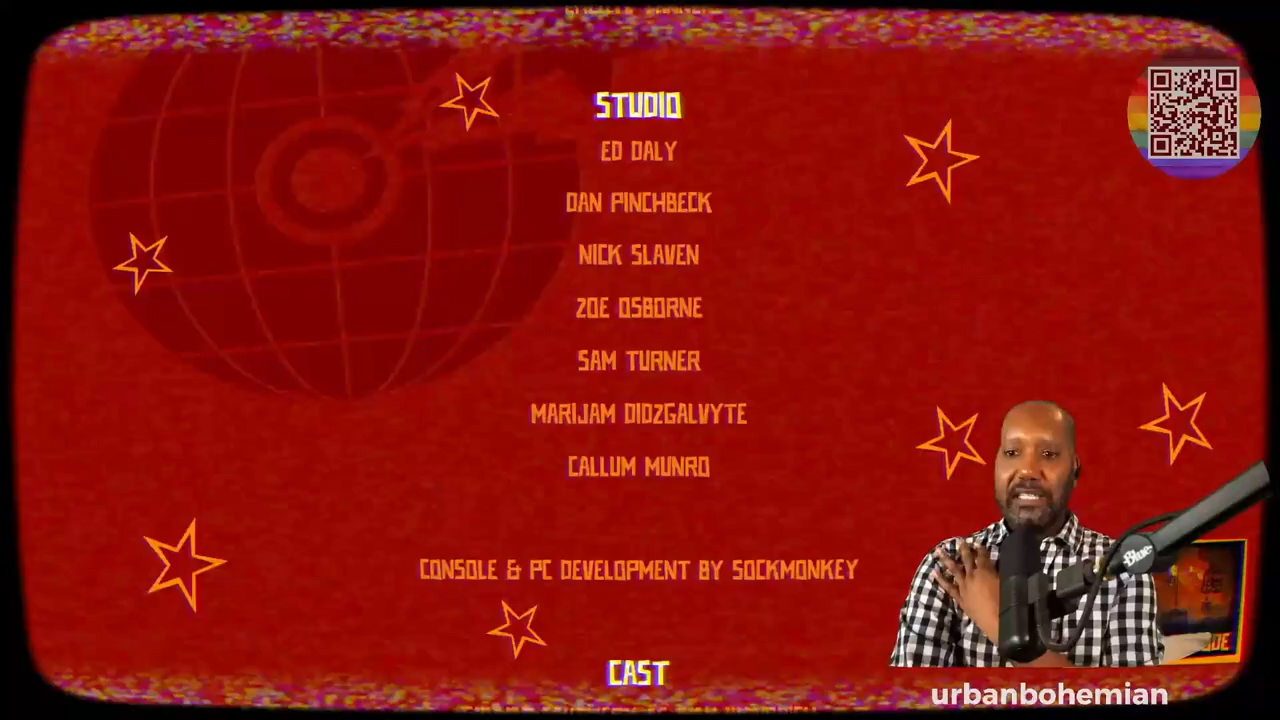 STUDIO
ED DALY
DAN PINCHBECK
NICK SLAVEN
ZOE OSBORNE
SAM TURNER
MARIJAM DIDZGALVYTE
CALLUM MUNRO
CONSOLE & PC DEVELOPMENT BY SOCKMONKEY
Blue
CAST
urbanbohemian